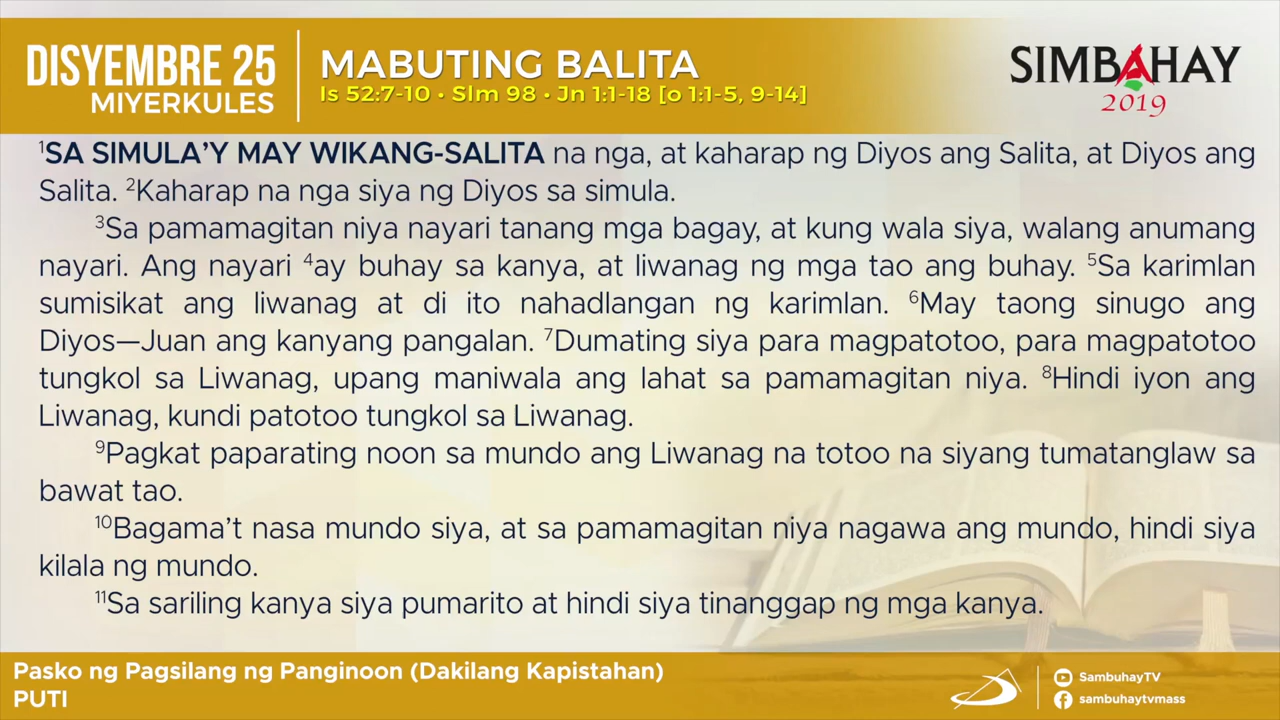 DISYEMBRE 25
MIYERKULES
MABUTING BALITA
Is 52:7-10 • Slm 98 • Jn 1:1-18 [o 1:1-5, 9-14]
SIMBAHAY
2019
¹SA SIMULA’Y MAY WIKANG-SALITA na nga, at kaharap ng Diyos ang Salita, at Diyos ang
Salita. ²Kaharap na nga siya ng Diyos sa simula.
³Sa pamamagitan niya nayari tanang mga bagay, at kung wala siya, walang anumang
nayari. Ang nayari ⁴ay buhay sa kanya, at liwanag ng mga tao ang buhay. ⁵Sa karimlan
sumisikat ang liwanag at di ito nahadlangan ng karimlan. ⁶May taong sinugo ang
Diyos—Juan ang kanyang pangalan. ⁷Dumating siya para magpatotoo, para magpatotoo
tungkol sa Liwanag, upang maniwala ang lahat sa pamamagitan niya. ⁸Hindi iyon ang
Liwanag, kundi patotoo tungkol sa Liwanag.
⁹Pagkat paparating noon sa mundo ang Liwanag na totoo na siyang tumatanglaw sa
bawat tao.
¹⁰Bagama’t nasa mundo siya, at sa pamamagitan niya nagawa ang mundo, hindi siya
kilala ng mundo.
¹¹Sa sariling kanya siya pumarito at hindi siya tinanggap ng mga kanya.
Pasko ng Pagsilang ng Panginoon (Dakilang Kapistahan)
PUTI
SambuhayTV
sambuhaytvmass